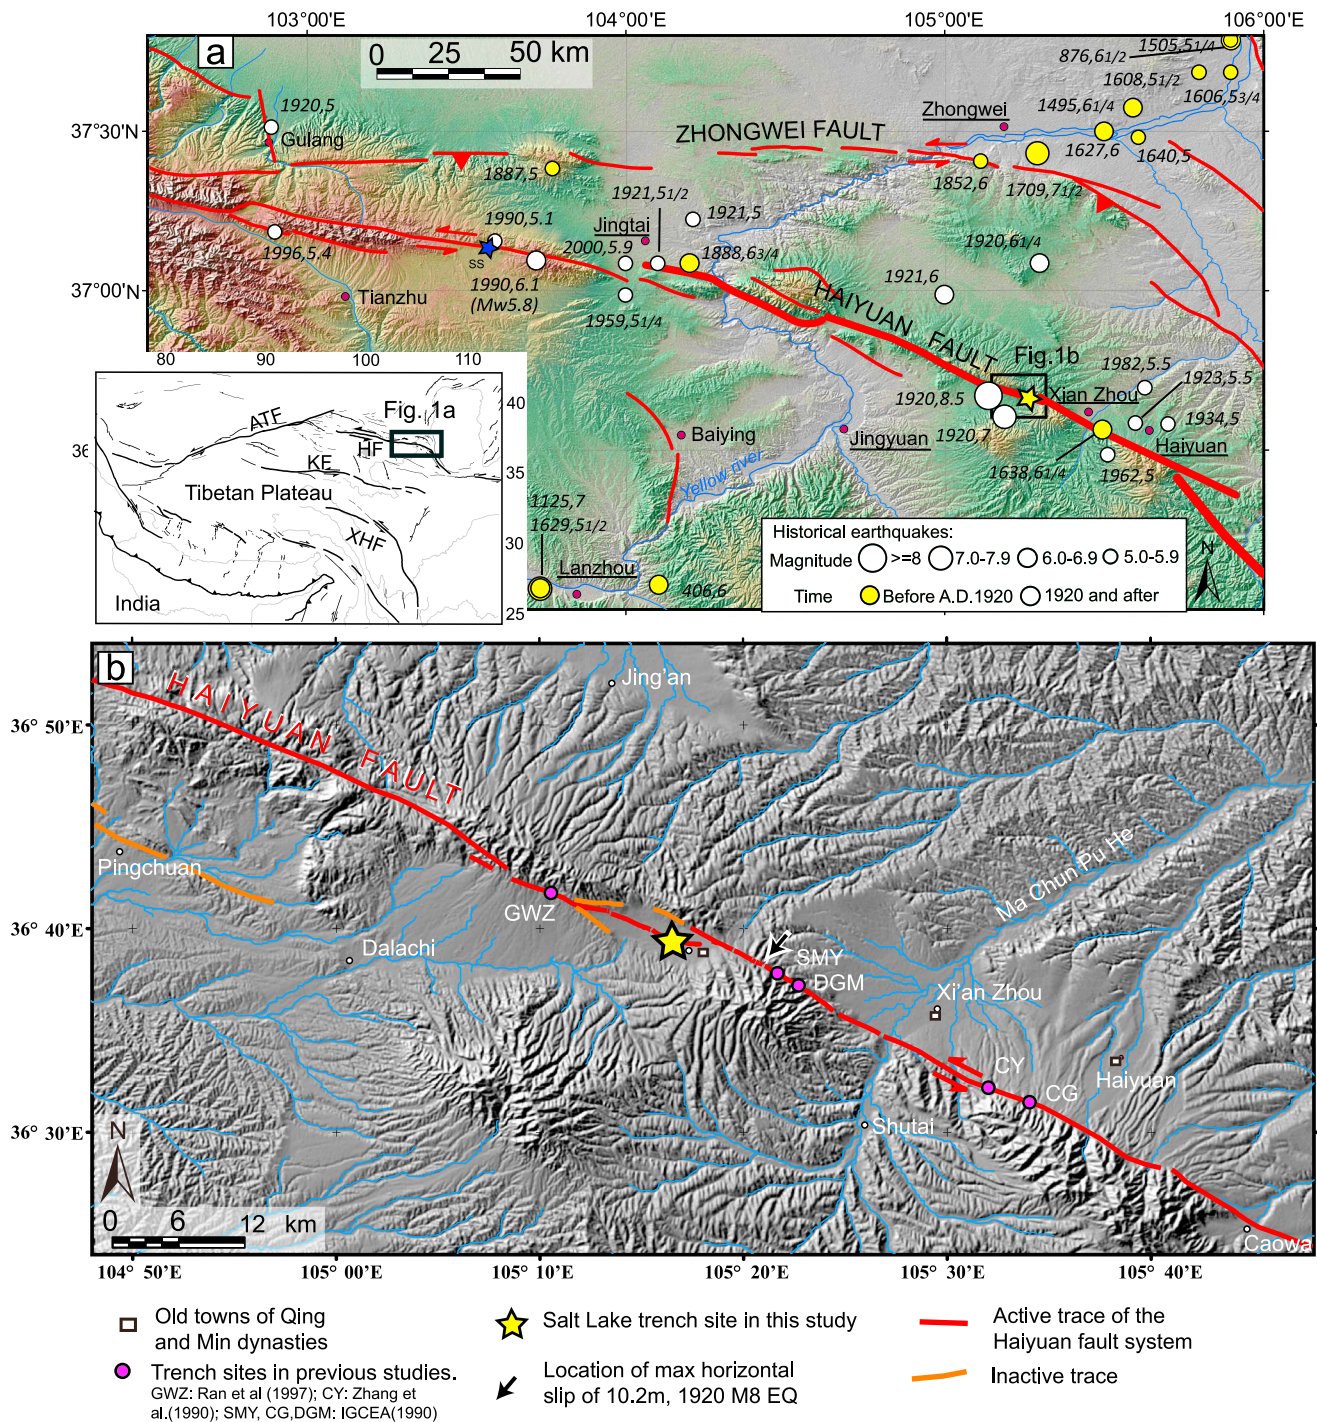 103°00'E
104°00'E
105°00'E
106°00'E
a
0 25 50 km
1505,51/4
876,61/2
1608,51/2
1606,53/4
1495,61/4
1920,5
Gulang
37°30'N
Zhongwei
ZHONGWEI FAULT
1627,6
1640,5
1887,5
1852,6
1709,71/2
1921,51/2
1990,5.1
Jingtai
1921,5
2000,5.9
1888,63/4
1920,61/4
1996,5.4
SS
1990,6.1
(Mw5.8)
1921,6
37°00'N
Tianzhu
1959,51/4
HAIYUAN FAULT
Fig.1b
1982,5.5
1923,5.5
Xian Zhou
1920,8.5
1934,5
1920,7
Haiyuan
1638,61/4
1962,5
Baiying
Jingyuan
Yellow river
1125,7
1629,51/2
Lanzhou
406,6
80 90 100 110
ATF
Fig. 1a
40
HF
36
KF
35
Tibetan Plateau
XHF
30
India
25
Historical earthquakes:
Magnitude >=8 7.0-7.9 6.0-6.9 5.0-5.9
Time Before A.D.1920 1920 and after
N
b
HAIYUAN FAULT
Jing'an
36° 50'E
Pingchuan
Ma Chun Pu He
GWZ
36° 40'E
Dalachi
SMY
DGM
Xi'an Zhou
CY
Haiyuan
CG
36° 30'E
Shutai
N
0 6 12 km
Caowa
104° 50'E
105° 00'E
105° 10'E
105° 20'E
105° 30'E
105° 40'E
Old towns of Qing
and Min dynasties
Trench sites in previous studies.
GWZ: Ran et al (1997); CY: Zhang et
al.(1990); SMY, CG,DGM: IGCEA(1990)
Salt Lake trench site in this study
Location of max horizontal
slip of 10.2m, 1920 M8 EQ
Active trace of the
Haiyuan fault system
Inactive trace